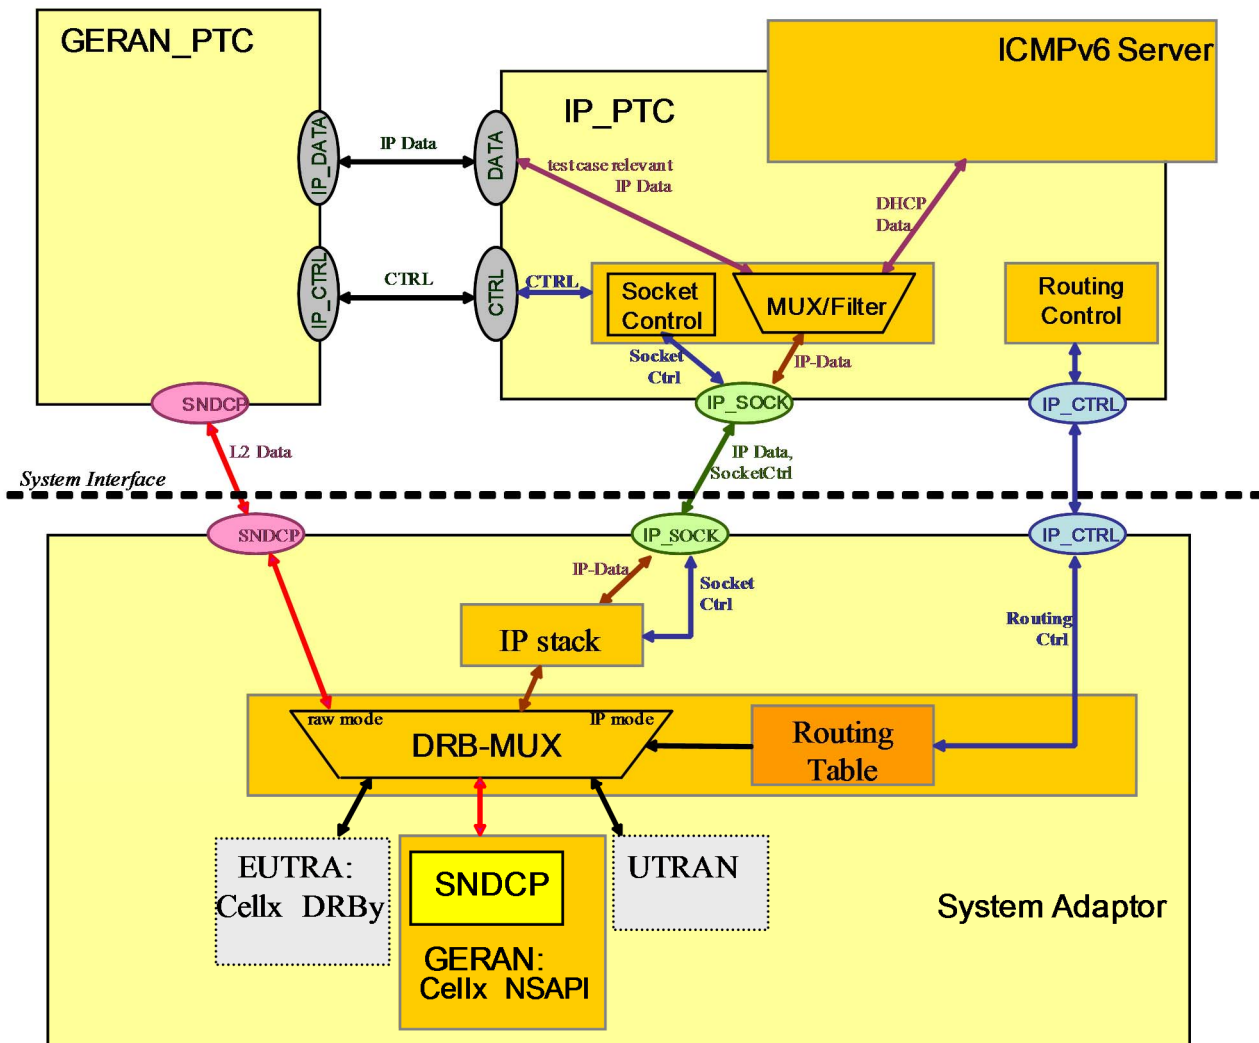 GERAN_PTC
ICMPv6 Server
IP_PTC
IP_DATA
IP Data
DATA
testcase relevant
IP Data
DHCP
Data
IP_CTRL
CTRL
CTRL
CTRL
Socket
Control
MUX/Filter
Routing
Control
Socket
Ctrl
IP-Data
SNDCP
IP_SOCK
IP_CTRL
L2 Data
IP Data,
SocketCtrl
System Interface
SNDCP
IP_SOCK
IP_CTRL
IP-Data
Socket
Ctrl
IP stack
Routing
Ctrl
raw mode
IP mode
DRB-MUX
Routing
Table
EUTRA:
Cellx DRBy
SNDCP
GERAN:
Cellx NSAPI
UTRAN
System Adaptor